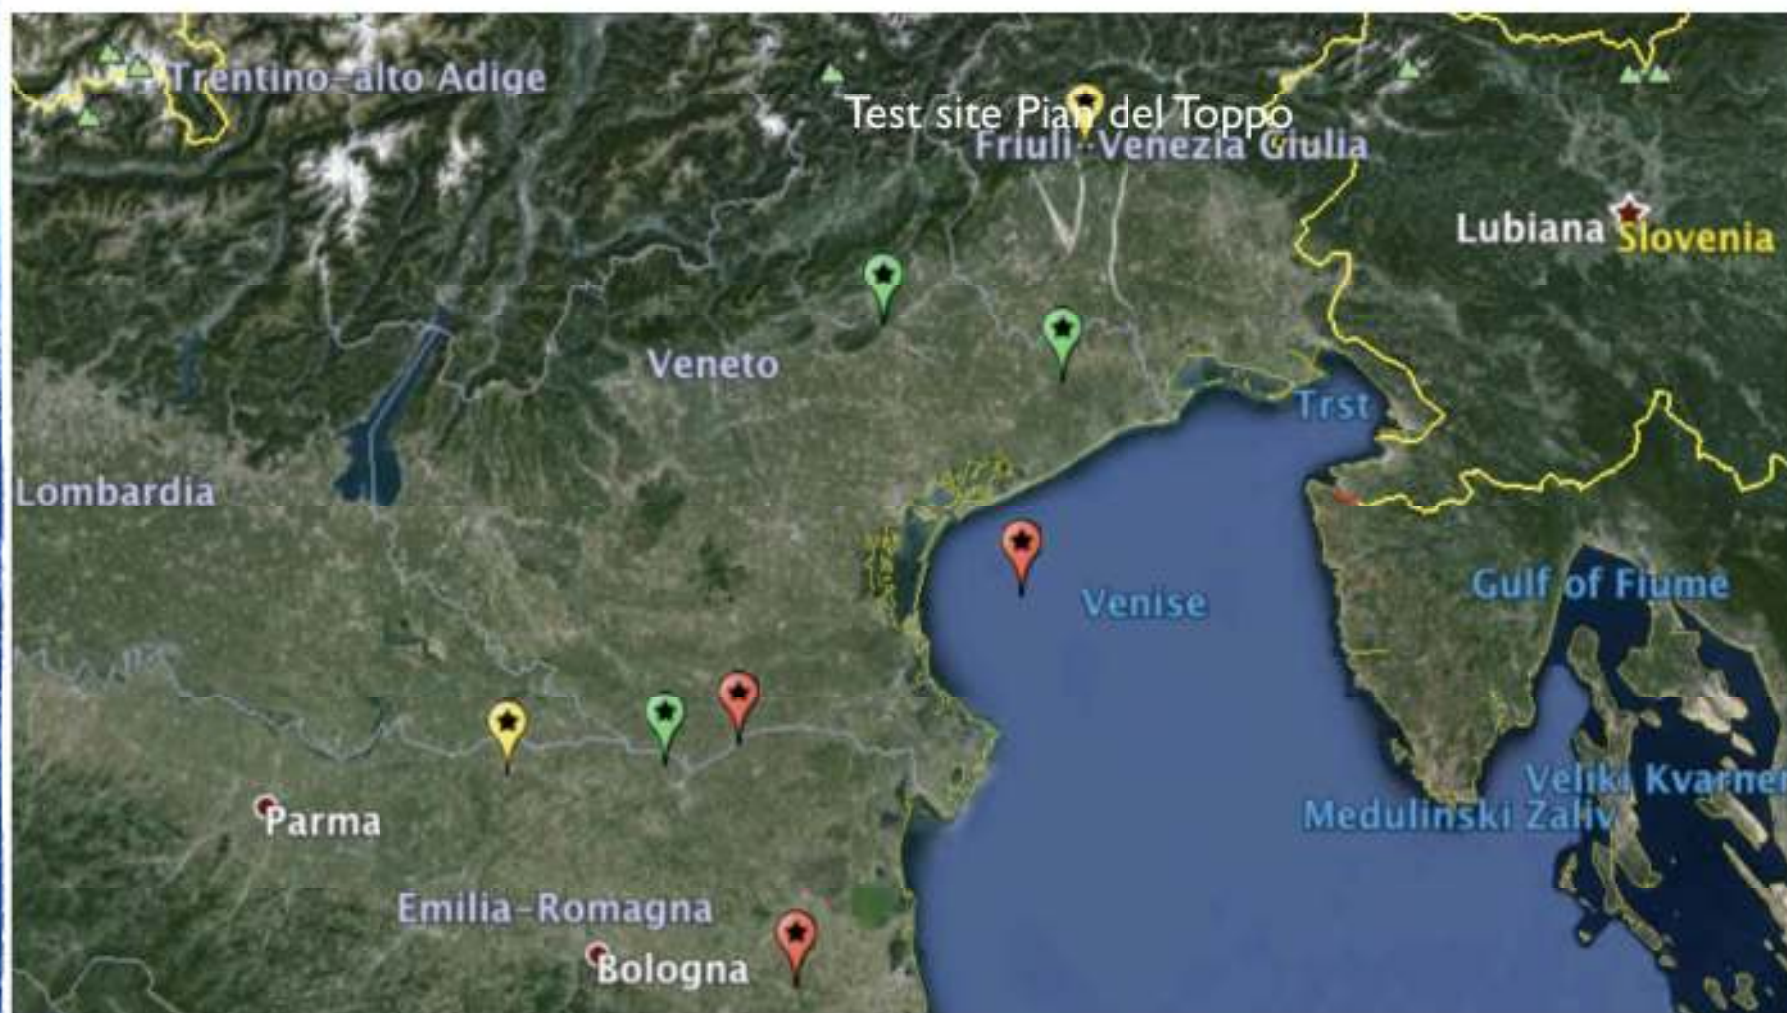 Trentino-alto Adige
Test site Pian del Toppo
Friuli-Venezia Giulia
Lubiana
Slovenia
Veneto
Trst
Lombardia
Gulf of Fiume
Venise
Veliki Kvarner
Medulinski Zaliv
Parma
Emilia-Romagna
Bologna